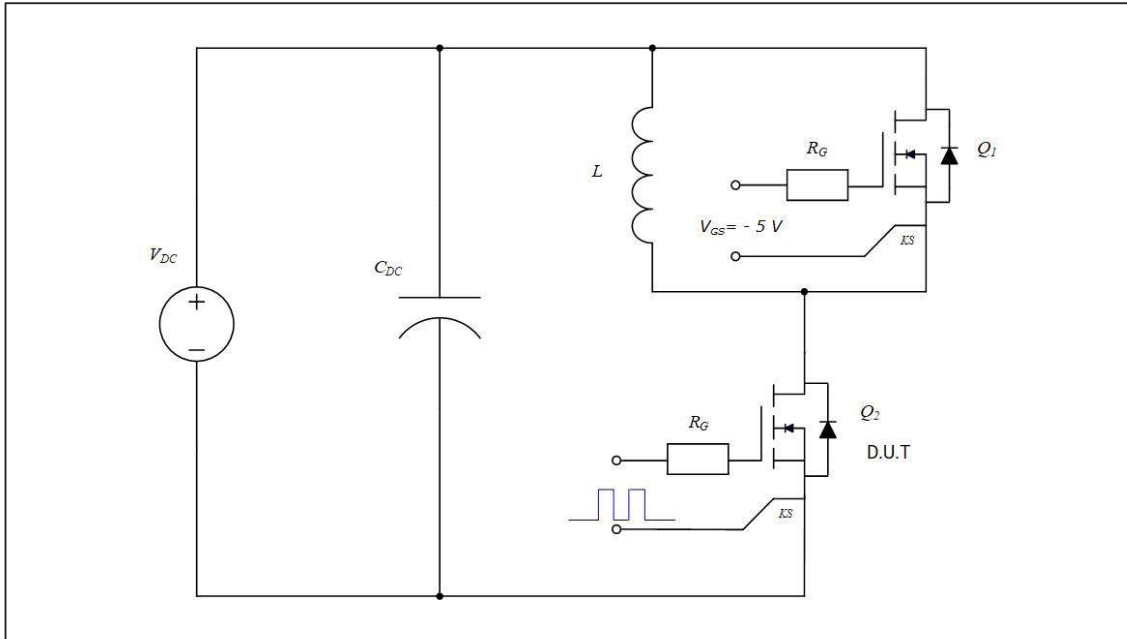 R_G
Q_1
L
V_GS = - 5 V
KS
V_DC
C_DC
+
−
R_G
Q_2
D.U.T
KS